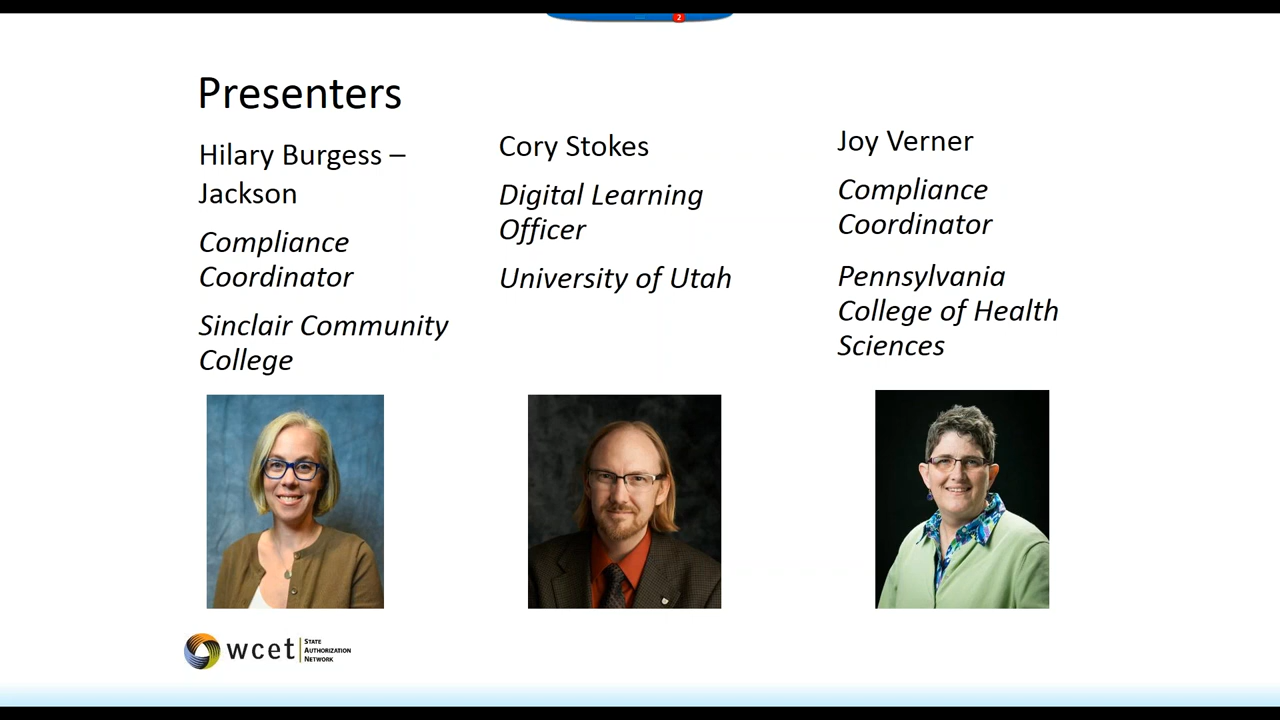 2
Presenters
Hilary Burgess –
Jackson
Compliance
Coordinator
Sinclair Community
College
Cory Stokes
Digital Learning
Officer
University of Utah
Joy Verner
Compliance
Coordinator
Pennsylvania
College of Health
Sciences
wcet
STATE
AUTHORIZATION
NETWORK